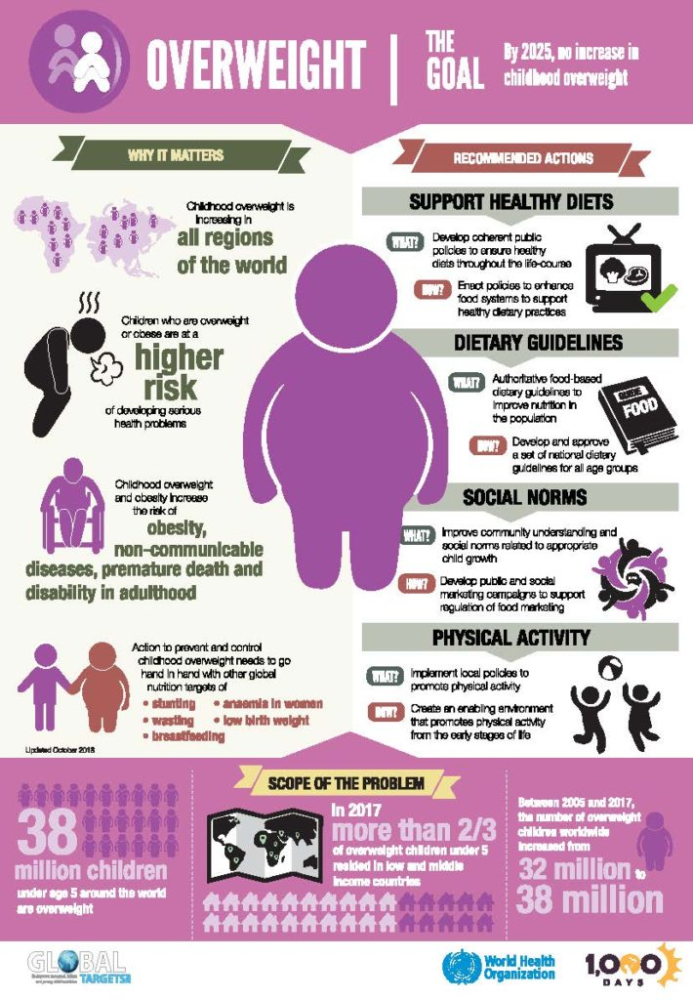 OVERWEIGHT
THE
GOAL
By 2025, no increase in
childhood overweight
WHY IT MATTERS
Childhood overweight is
increasing in
all regions
of the world
Children who are overweight
or obese are at a
higher
risk
of developing serious
health problems
Childhood overweight
and obesity increase
the risk of
obesity,
non-communicable
diseases, premature death and
disability in adulthood
Action to prevent and control
childhood overweight needs to go
hand in hand with other global
nutrition targets of
• stunting • anaemia in women
• wasting • low birth weight
• breastfeeding
Updated October 2018
RECOMMENDED ACTIONS
SUPPORT HEALTHY DIETS
WHAT? Develop coherent public
policies to ensure healthy
diets throughout the life-course
HOW? Enact policies to enhance
food systems to support
healthy dietary practices
DIETARY GUIDELINES
WHAT? Authoritative food-based
dietary guidelines to
improve nutrition in
the population
GUIDE
FOOD
HOW? Develop and approve
a set of national dietary
guidelines for all age groups
SOCIAL NORMS
WHAT? Improve community understanding and
social norms related to appropriate
child growth
HOW? Develop public and social
marketing campaigns to support
regulation of food marketing
PHYSICAL ACTIVITY
WHAT? Implement local policies to
promote physical activity
HOW? Create an enabling environment
that promotes physical activity
from the early stages of life
SCOPE OF THE PROBLEM
38
million children
under age 5 around the world
are overweight
In 2017
more than 2/3
of overweight children under 5
resided in low and middle
income countries
Between 2005 and 2017,
the number of overweight
children worldwide
increased from
32 million to
38 million
GLOBAL
TARGETS
World Health
Organization
1,000
DAYS